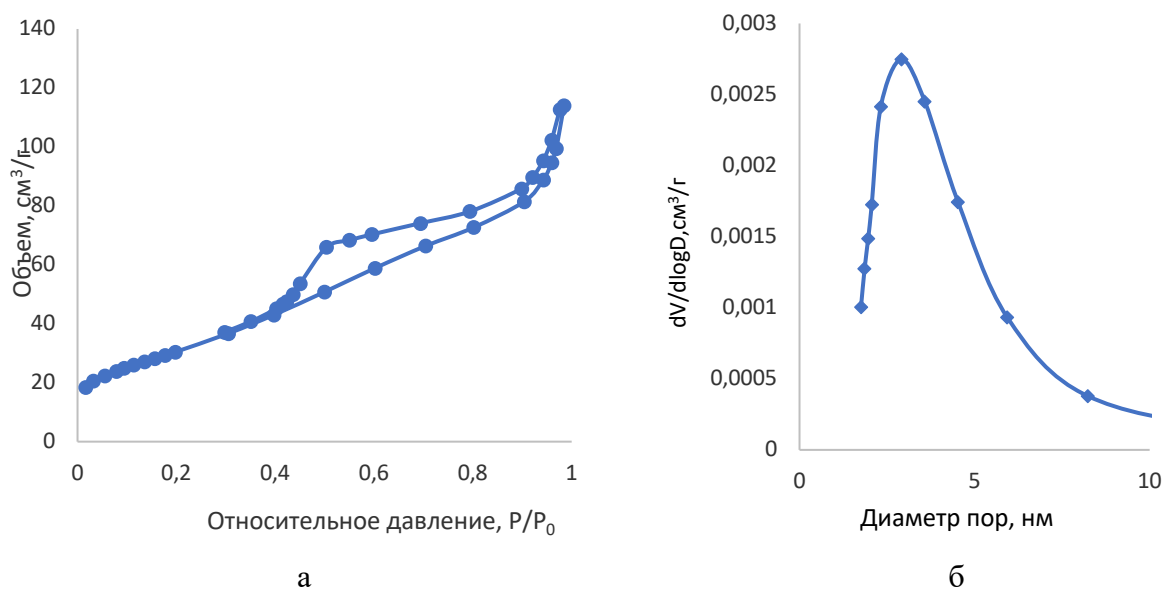 140
120
100
80
60
40
20
0
Объем, см³/г
0 0,2 0,4 0,6 0,8 1
Относительное давление, P/P₀
а
0,003
0,0025
0,002
0,0015
0,001
0,0005
0
dV/dlogD,см³/г
0 5 10
Диаметр пор, нм
б